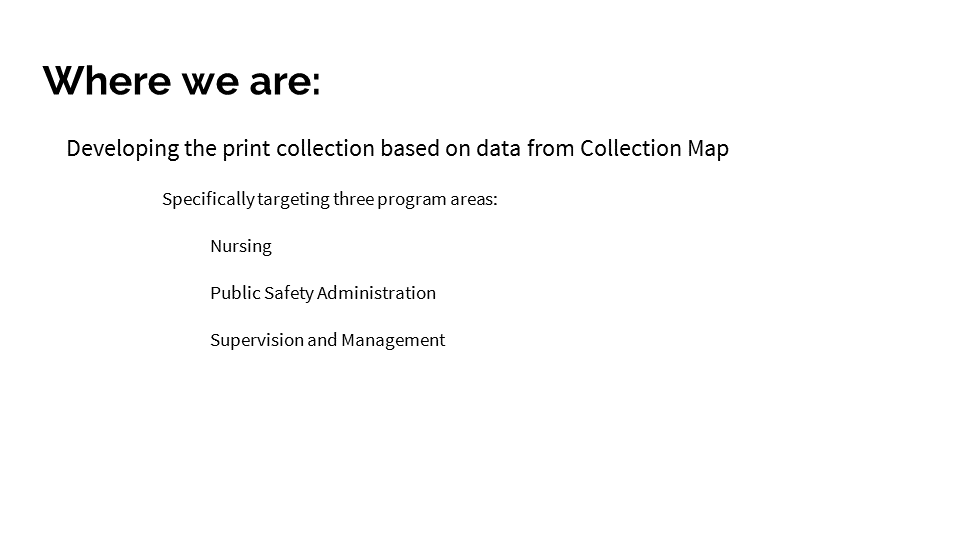 Where we are:
Developing the print collection based on data from Collection Map
Specifically targeting three program areas:
Nursing
Public Safety Administration
Supervision and Management